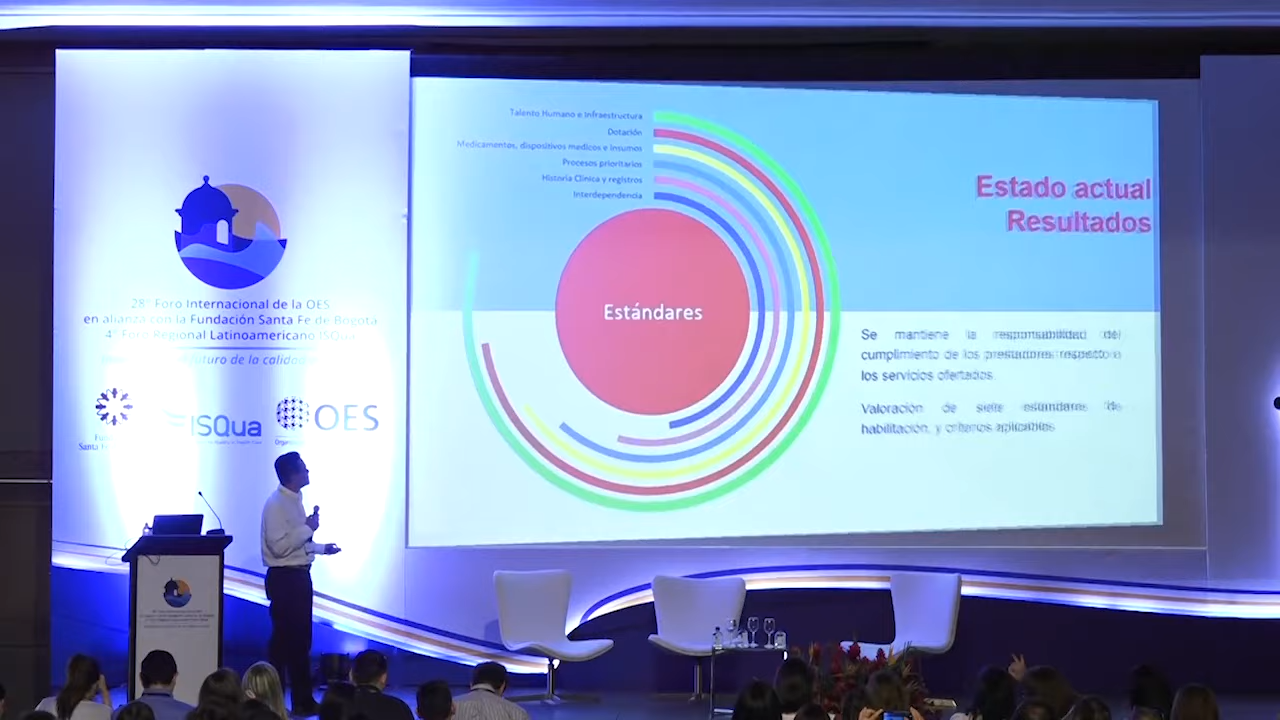 28° Foro Internacional de la OES
en alianza con la Fundación Santa Fe de Bogotá
4° Foro Regional Latinoamericano ISQua
futuro de la calidad
Santa Fe
ISQua
OES
Talento Humano e Infraestructura
Dotación
Medicamentos, dispositivos medicos e insumos
Procesos prioritarios
Historia Clínica y registros
Interdependencia
Estándares
Estado actual
Resultados
Se mantiene la responsabilidad del
cumplimiento de los prestadores respecto a
los servicios ofertados.
Valoración de siete estándares de
habilitación, y criterios aplicables